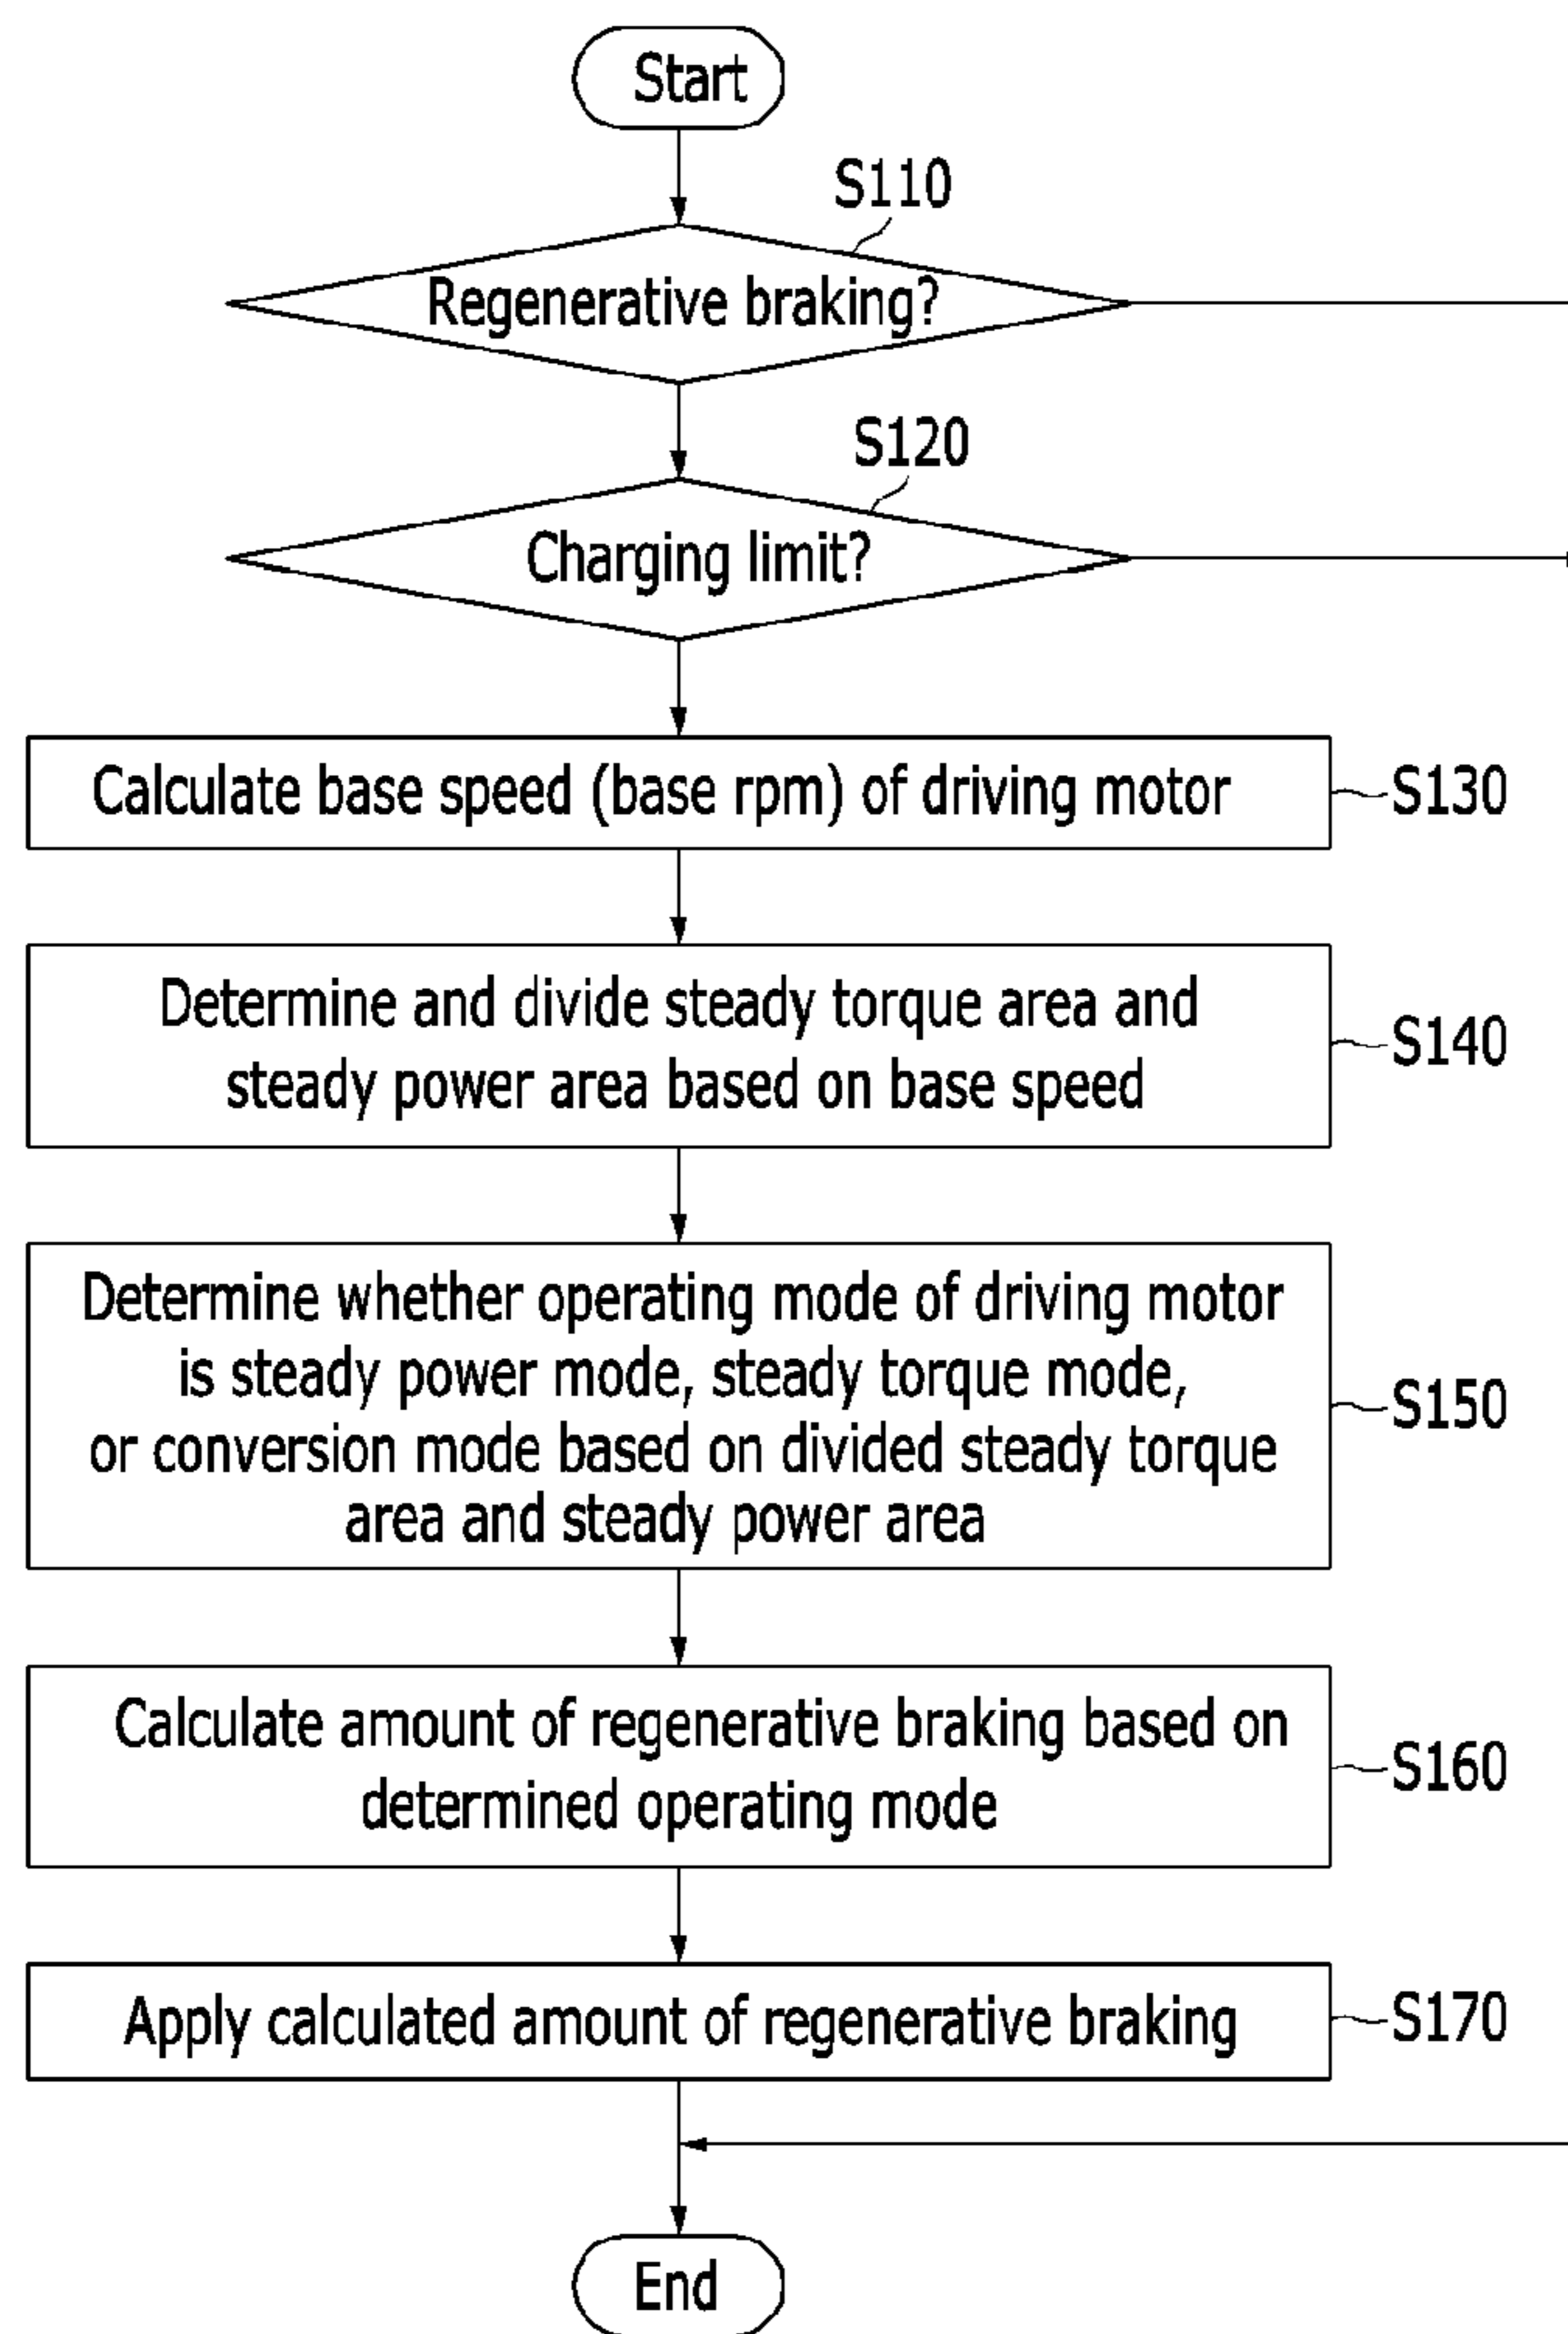 Start
S110
Regenerative braking?
S120
Charging limit?
Calculate base speed (base rpm) of driving motor
S130
Determine and divide steady torque area and
steady power area based on base speed
S140
Determine whether operating mode of driving motor
is steady power mode, steady torque mode,
or conversion mode based on divided steady torque
area and steady power area
S150
Calculate amount of regenerative braking based on
determined operating mode
S160
Apply calculated amount of regenerative braking
S170
End